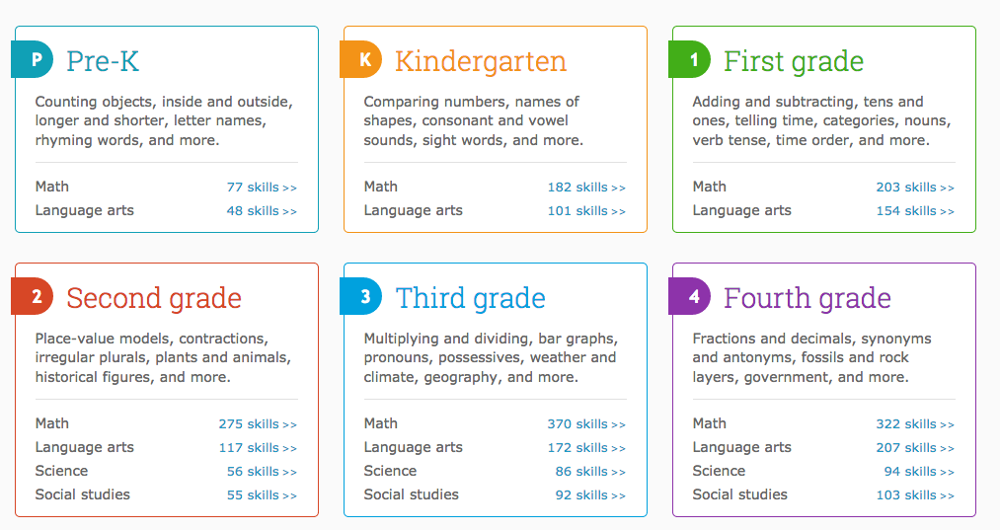 P Pre-K
Counting objects, inside and outside,
longer and shorter, letter names,
rhyming words, and more.
Math 77 skills >>
Language arts 48 skills >>
K Kindergarten
Comparing numbers, names of
shapes, consonant and vowel
sounds, sight words, and more.
Math 182 skills >>
Language arts 101 skills >>
1 First grade
Adding and subtracting, tens and
ones, telling time, categories, nouns,
verb tense, time order, and more.
Math 203 skills >>
Language arts 154 skills >>
2 Second grade
Place-value models, contractions,
irregular plurals, plants and animals,
historical figures, and more.
Math 275 skills >>
Language arts 117 skills >>
Science 56 skills >>
Social studies 55 skills >>
3 Third grade
Multiplying and dividing, bar graphs,
pronouns, possessives, weather and
climate, geography, and more.
Math 370 skills >>
Language arts 172 skills >>
Science 86 skills >>
Social studies 92 skills >>
4 Fourth grade
Fractions and decimals, synonyms
and antonyms, fossils and rock
layers, government, and more.
Math 322 skills >>
Language arts 207 skills >>
Science 94 skills >>
Social studies 103 skills >>